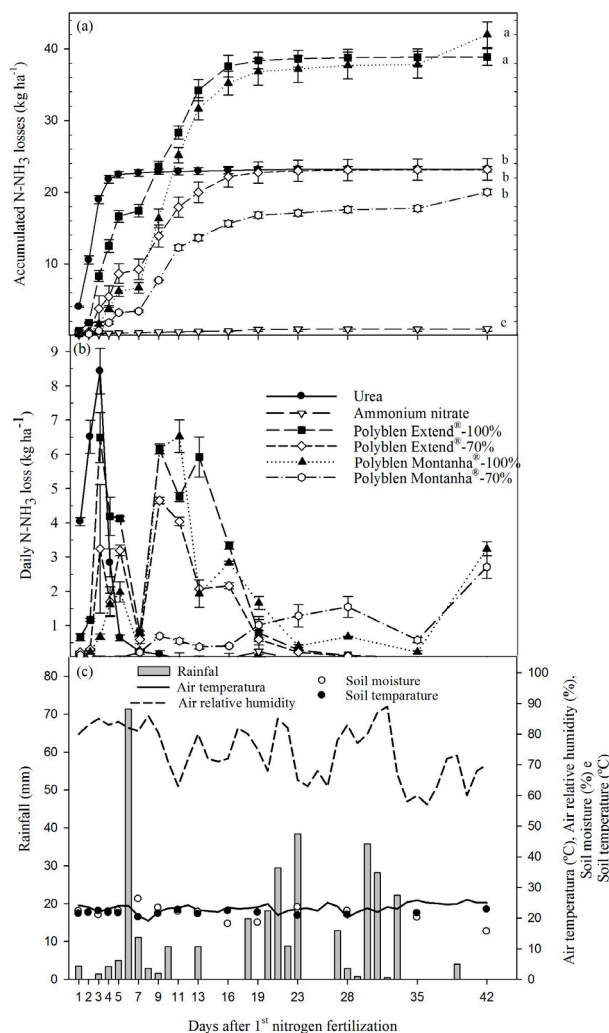 (a)
a
a
b
b
b
c
40
30
20
10
Accumulated N-NH3 losses (kg ha-1)
(b)
9
8
7
6
5
4
3
2
1
Daily N-NH3 loss (kg ha-1)
Urea
Ammonium nitrate
Polyblen Extend®-100%
Polyblen Extend®-70%
Polyblen Montanha®-100%
Polyblen Montanha®-70%
(c)
Rainfal
Air temperatura
Air relative humidity
Soil moisture
Soil temparature
80
70
60
50
40
30
20
10
0
Rainfall (mm)
100
90
80
70
60
50
40
30
20
10
0
Air temperatura (ºC), Air relative humidity (%),
Soil moisture (%) e
Soil temperature (ºC)
1 2 3 4 5 7 9 11 13 16 19 23 28 35 42
Days after 1st nitrogen fertilization